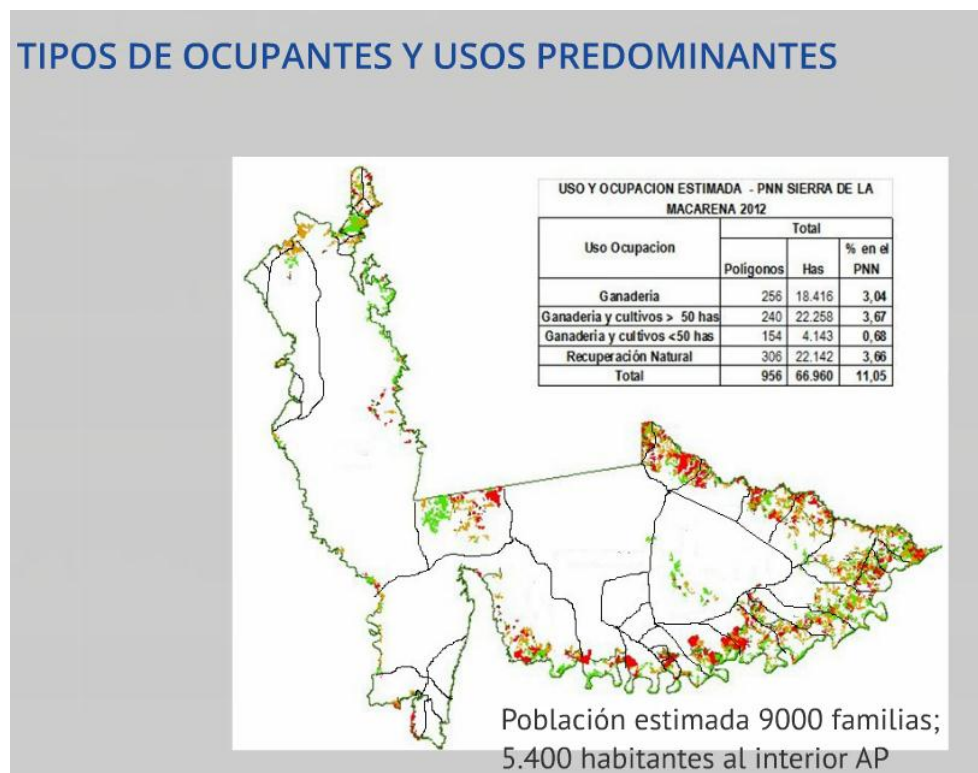 TIPOS DE OCUPANTES Y USOS PREDOMINANTES
USO Y OCUPACION ESTIMADA - PNN SIERRA DE LA
MACARENA 2012
Uso Ocupacion
Total
Poligonos
Has
% en el
PNN
Ganaderia 256 18.416 3,04
Ganaderia y cultivos > 50 has 240 22.258 3,67
Ganaderia y cultivos <50 has 154 4.143 0,68
Recuperación Natural 306 22.142 3,66
Total 956 66.960 11,05
Población estimada 9000 familias;
5.400 habitantes al interior AP